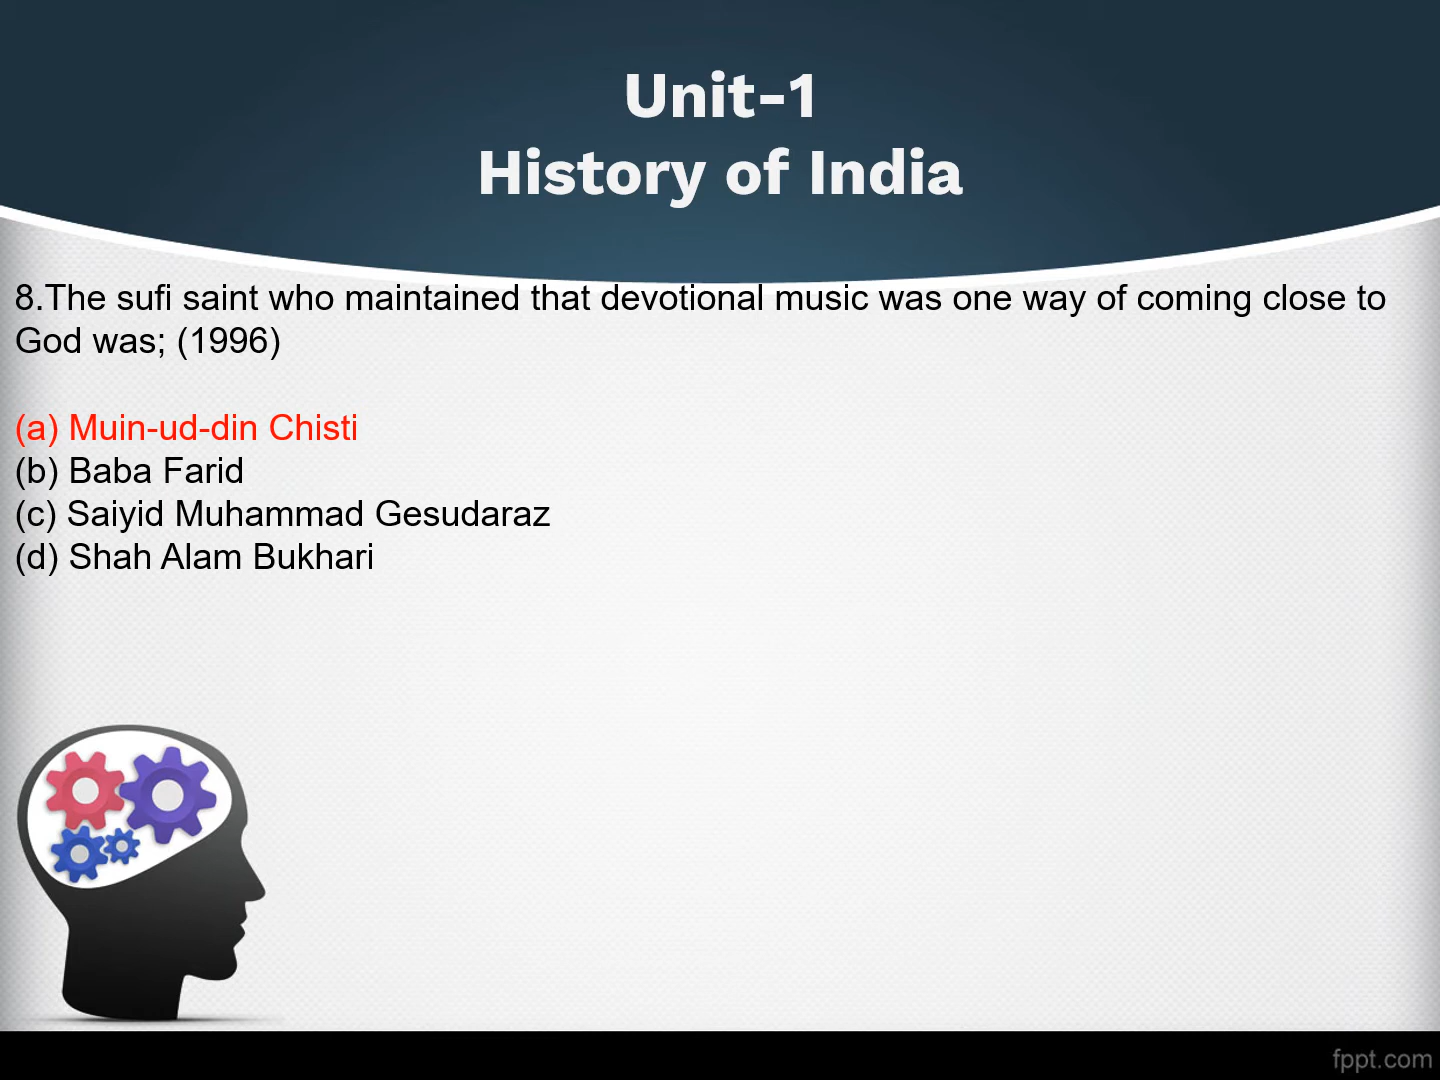 Unit-1
History of India
8.The sufi saint who maintained that devotional music was one way of coming close to
God was; (1996)
(a) Muin-ud-din Chisti
(b) Baba Farid
(c) Saiyid Muhammad Gesudaraz
(d) Shah Alam Bukhari
fppt.com